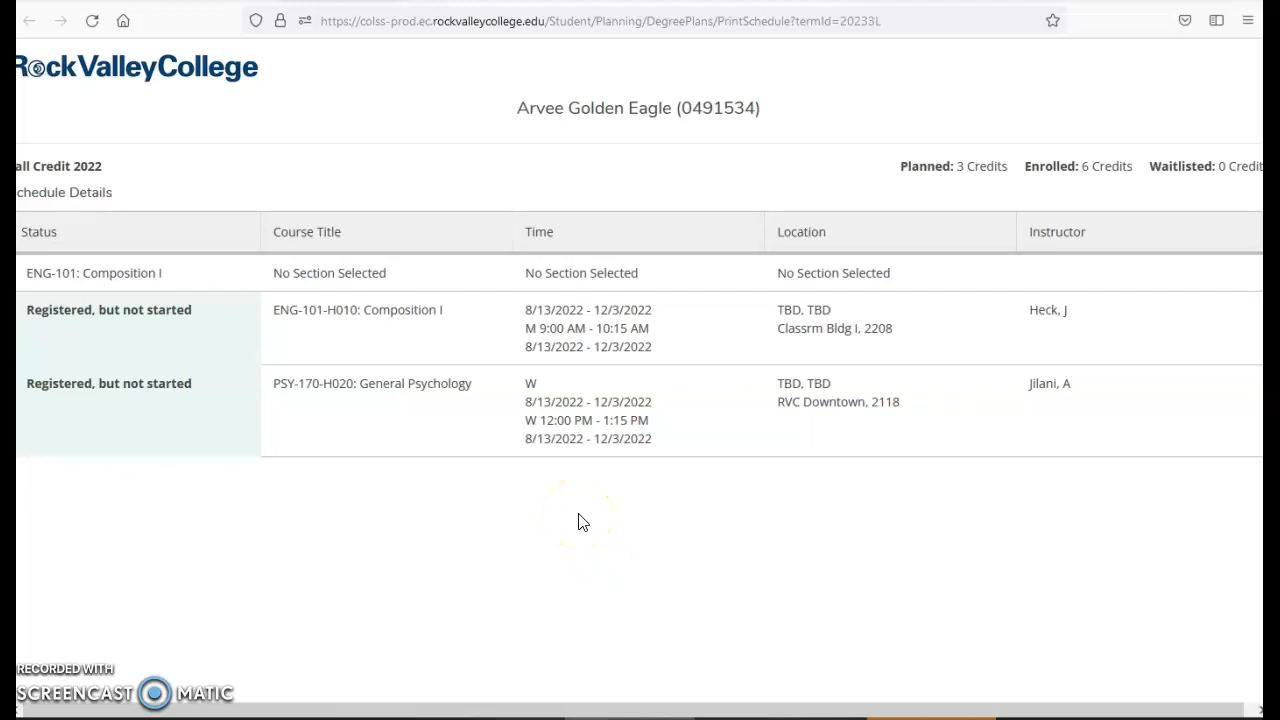 https://colss-prod.ec.rockvalleycollege.edu/Student/Planning/DegreePlans/PrintSchedule?termId=20233L
RockValleyCollege
Arvee Golden Eagle (0491534)
all Credit 2022 Planned: 3 Credits Enrolled: 6 Credits Waitlisted: 0 Credit
chedule Details
Status Course Title Time Location Instructor
ENG-101: Composition I No Section Selected No Section Selected No Section Selected
Registered, but not started ENG-101-H010: Composition I 8/13/2022 - 12/3/2022 TBD, TBD Heck, J
M 9:00 AM - 10:15 AM Classrm Bldg I, 2208
8/13/2022 - 12/3/2022
Registered, but not started PSY-170-H020: General Psychology W TBD, TBD Jilani, A
8/13/2022 - 12/3/2022 RVC Downtown, 2118
W 12:00 PM - 1:15 PM
8/13/2022 - 12/3/2022
RECORDED WITH
SCREENCAST MATIC